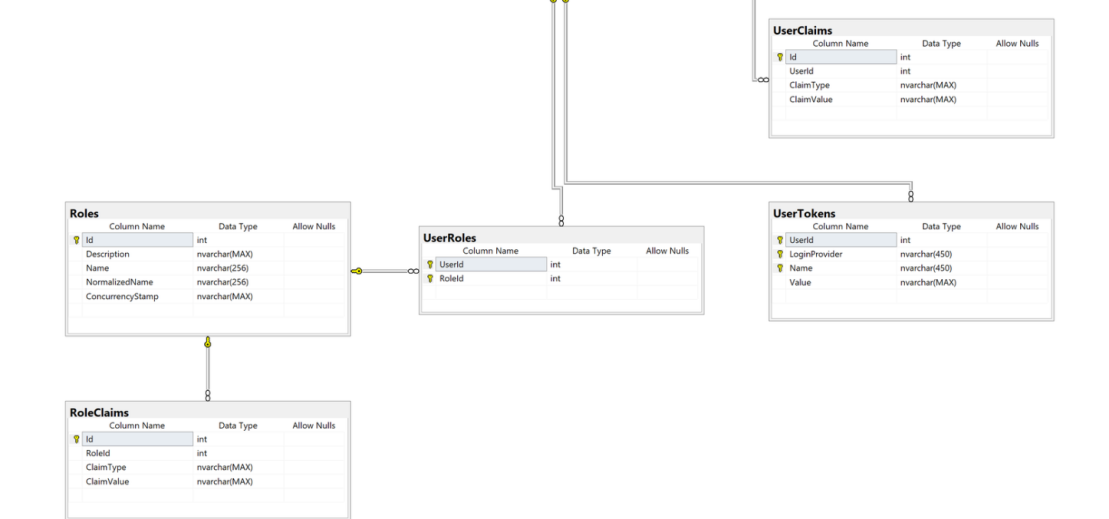 UserClaims
Column Name Data Type Allow Nulls
Id int
UserId int
ClaimType nvarchar(MAX)
ClaimValue nvarchar(MAX)
Roles
Column Name Data Type Allow Nulls
Id int
Description nvarchar(MAX)
Name nvarchar(256)
NormalizedName nvarchar(256)
ConcurrencyStamp nvarchar(MAX)
UserRoles
Column Name Data Type Allow Nulls
UserId int
RoleId int
UserTokens
Column Name Data Type Allow Nulls
UserId int
LoginProvider nvarchar(450)
Name nvarchar(450)
Value nvarchar(MAX)
RoleClaims
Column Name Data Type Allow Nulls
Id int
RoleId int
ClaimType nvarchar(MAX)
ClaimValue nvarchar(MAX)